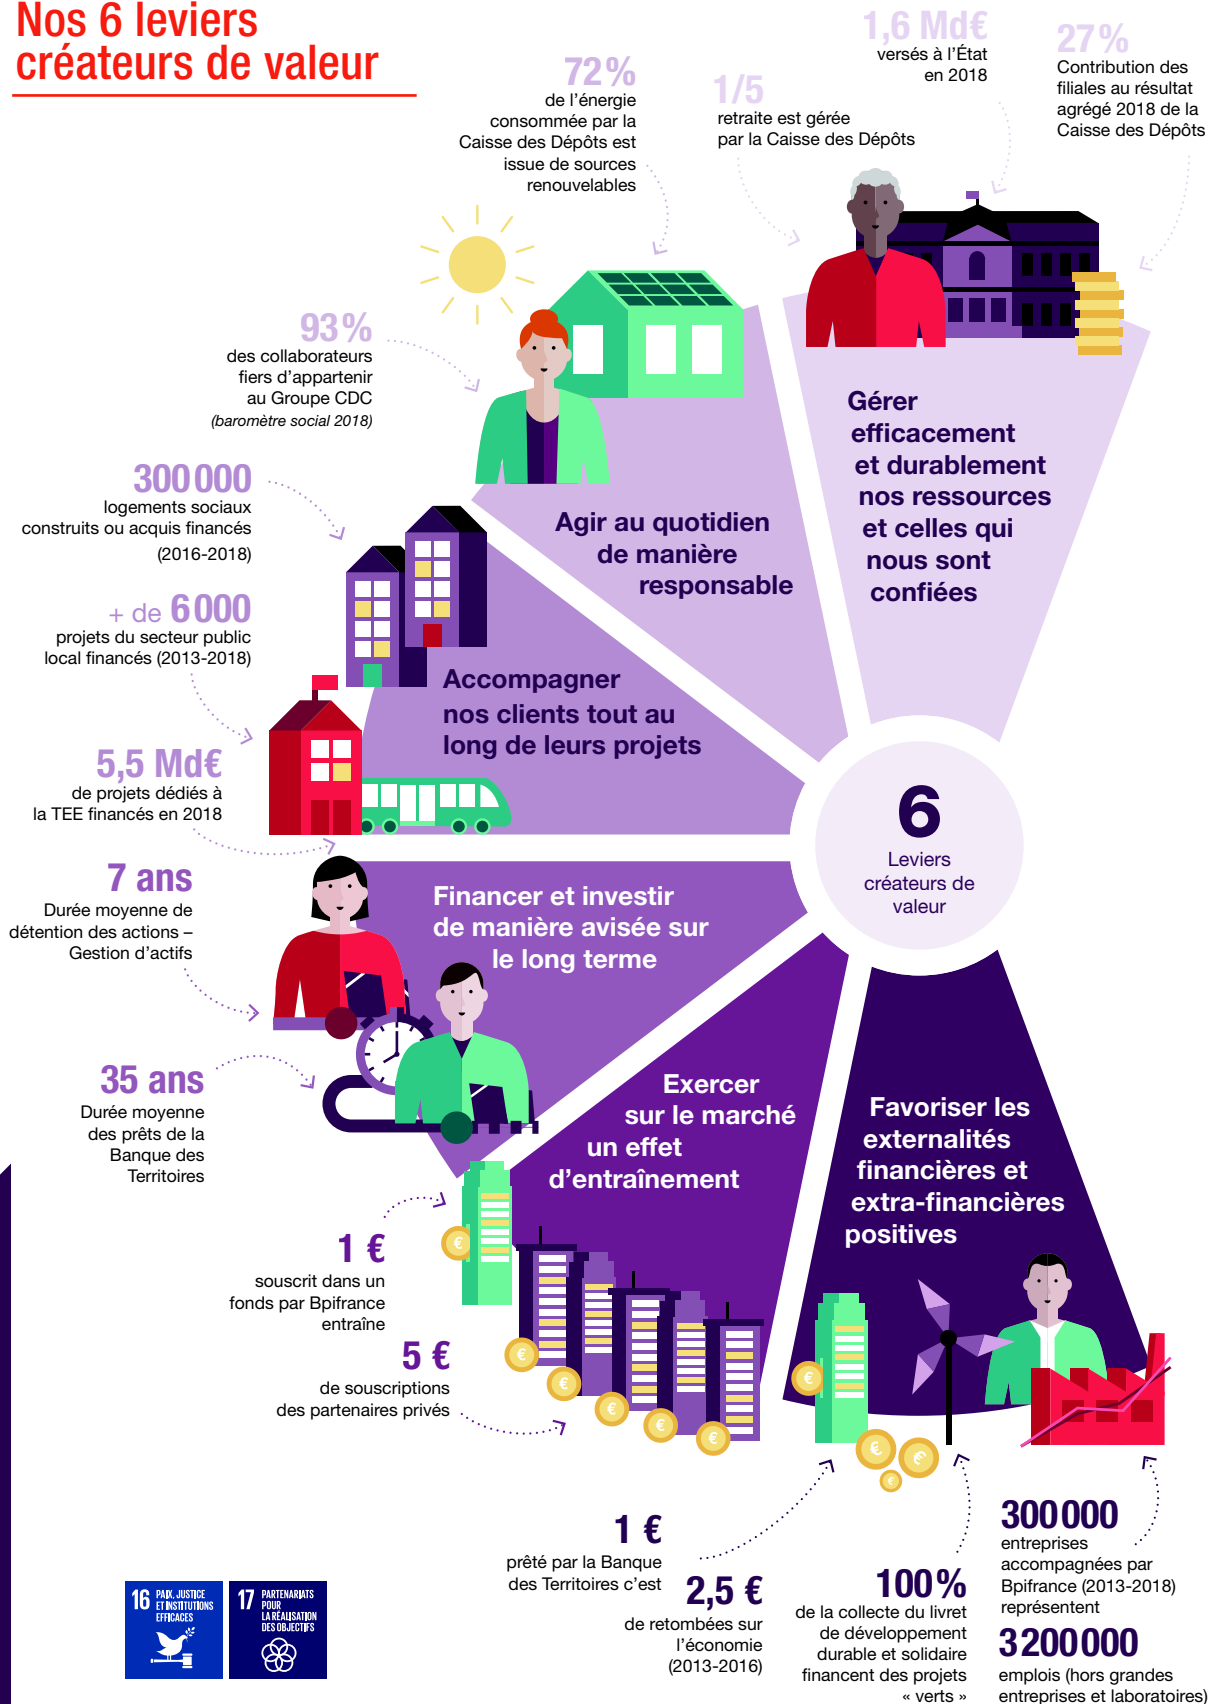 Nos 6 leviers
créateurs de valeur
72 %
de l’énergie
consommée par la
Caisse des Dépôts est
issue de sources
renouvelables
1/5
retraite est gérée
par la Caisse des Dépôts
1,6 Md€
versés à l’État
en 2018
27 %
Contribution des
filiales au résultat
agrégé 2018 de la
Caisse des Dépôts
93 %
des collaborateurs
fiers d’appartenir
au Groupe CDC
(baromètre social 2018)
300 000
logements sociaux
construits ou acquis financés
(2016-2018)
+ de 6 000
projets du secteur public
local financés (2013-2018)
5,5 Md€
de projets dédiés à
la TEE financés en 2018
7 ans
Durée moyenne de
détention des actions –
Gestion d’actifs
35 ans
Durée moyenne
des prêts de la
Banque des
Territoires
Gérer
efficacement
et durablement
nos ressources
et celles qui
nous sont
confiées
Agir au quotidien
de manière
responsable
Accompagner
nos clients tout au
long de leurs projets
6
Leviers
créateurs de
valeur
Financer et investir
de manière avisée sur
le long terme
Exercer
sur le marché
un effet
d’entraînement
Favoriser les
externalités
financières et
extra-financières
positives
1 €
souscrit dans un
fonds par Bpifrance
entraîne
5 €
de souscriptions
des partenaires privés
€
€
€
€
€
€
€
€
€
€
1 €
prêté par la Banque
des Territoires c’est
2,5 €
de retombées sur
l’économie
(2013-2016)
100 %
de la collecte du livret
de développement
durable et solidaire
financent des projets
« verts »
300 000
entreprises
accompagnées par
Bpifrance (2013-2018)
représentent
3 200 000
emplois (hors grandes
entreprises et laboratoires)
16 PAIX, JUSTICE
ET INSTITUTIONS
EFFICACES
17 PARTENARIATS
POUR
LA RÉALISATION
DES OBJECTIFS